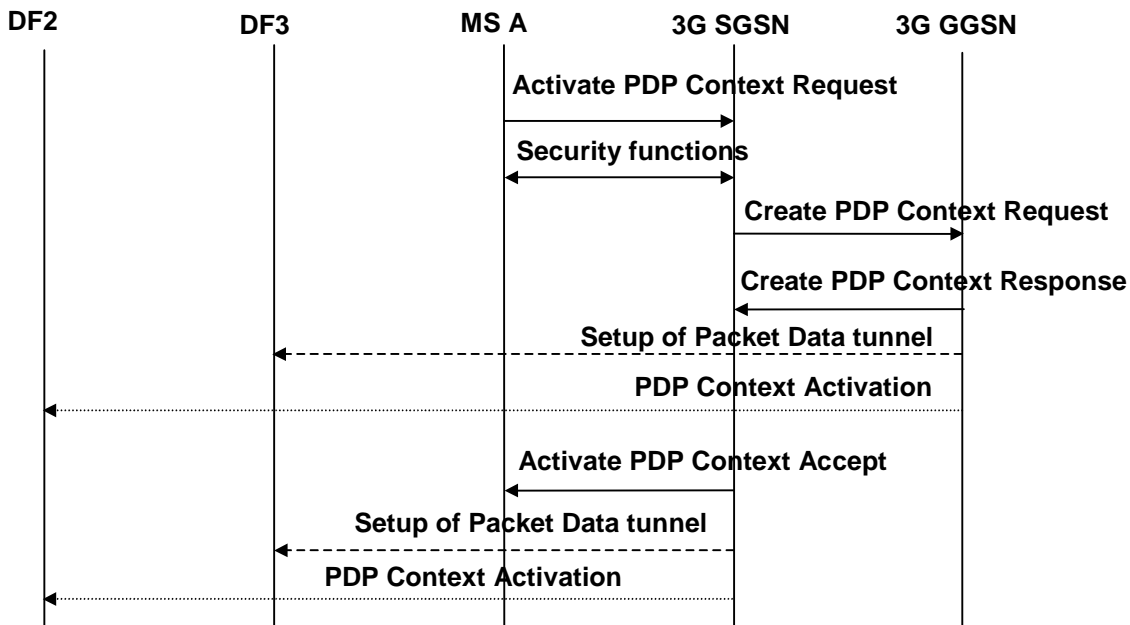 DF2
DF3
MS A
3G SGSN
3G GGSN
Activate PDP Context Request
Security functions
Create PDP Context Request
Create PDP Context Response
Setup of Packet Data tunnel
PDP Context Activation
Activate PDP Context Accept
Setup of Packet Data tunnel
PDP Context Activation